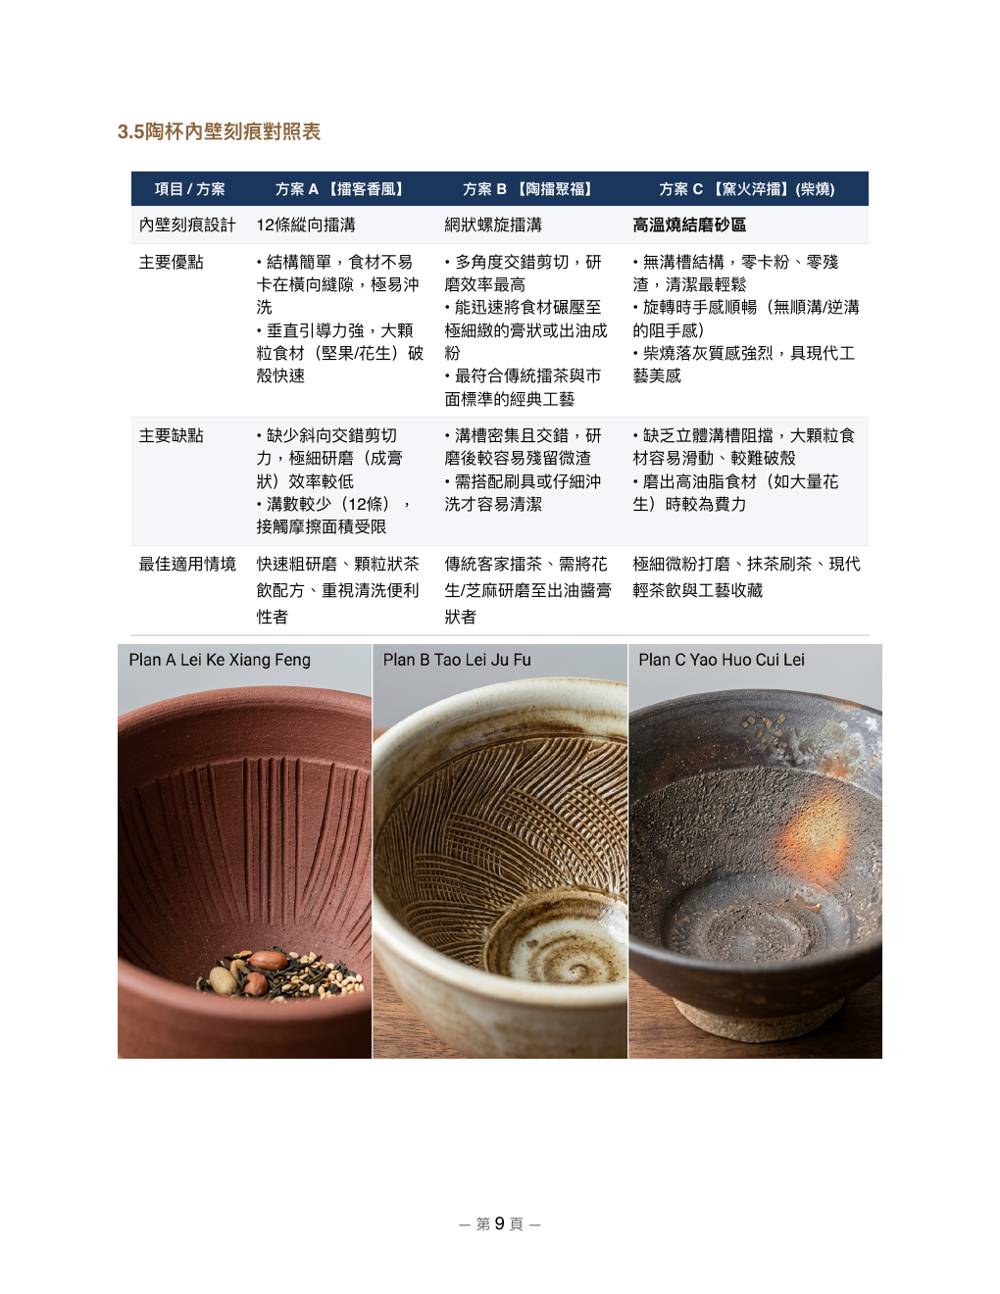 3.5陶杯內壁刻痕對照表
項目 / 方案
方案 A 【擂客香風】
方案 B 【陶擂聚福】
方案 C 【窯火淬擂】(柴燒)
內壁刻痕設計
12條縱向擂溝
網狀螺旋擂溝
高溫燒結磨砂區
主要優點
• 結構簡單，食材不易
卡在橫向縫隙，極易沖
洗
• 垂直引導力強，大顆
粒食材（堅果/花生）破
殼快速
• 多角度交錯剪切，研
磨效率最高
• 能迅速將食材碾壓至
極細緻的膏狀或出油成
粉
• 最符合傳統擂茶與市
面標準的經典工藝
• 無溝槽結構，零卡粉、零殘
渣，清潔最輕鬆
• 旋轉時手感順暢（無順溝/逆溝
的阻手感）
• 柴燒落灰質感強烈，具現代工
藝美感
主要缺點
• 缺少斜向交錯剪切
力，極細研磨（成膏
狀）效率較低
• 溝數較少（12條），
接觸摩擦面積受限
• 溝槽密集且交錯，研
磨後較容易殘留微渣
• 需搭配刷具或仔細沖
洗才容易清潔
• 缺乏立體溝槽阻擋，大顆粒食
材容易滑動、較難破殼
• 磨出高油脂食材（如大量花
生）時較為費力
最佳適用情境
快速粗研磨、顆粒狀茶
飲配方、重視清洗便利
性者
傳統客家擂茶、需將花
生/芝麻研磨至出油醬膏
狀者
極細微粉打磨、抹茶刷茶、現代
輕茶飲與工藝收藏
Plan A Lei Ke Xiang Feng
Plan B Tao Lei Ju Fu
Plan C Yao Huo Cui Lei
— 第 9 頁 —